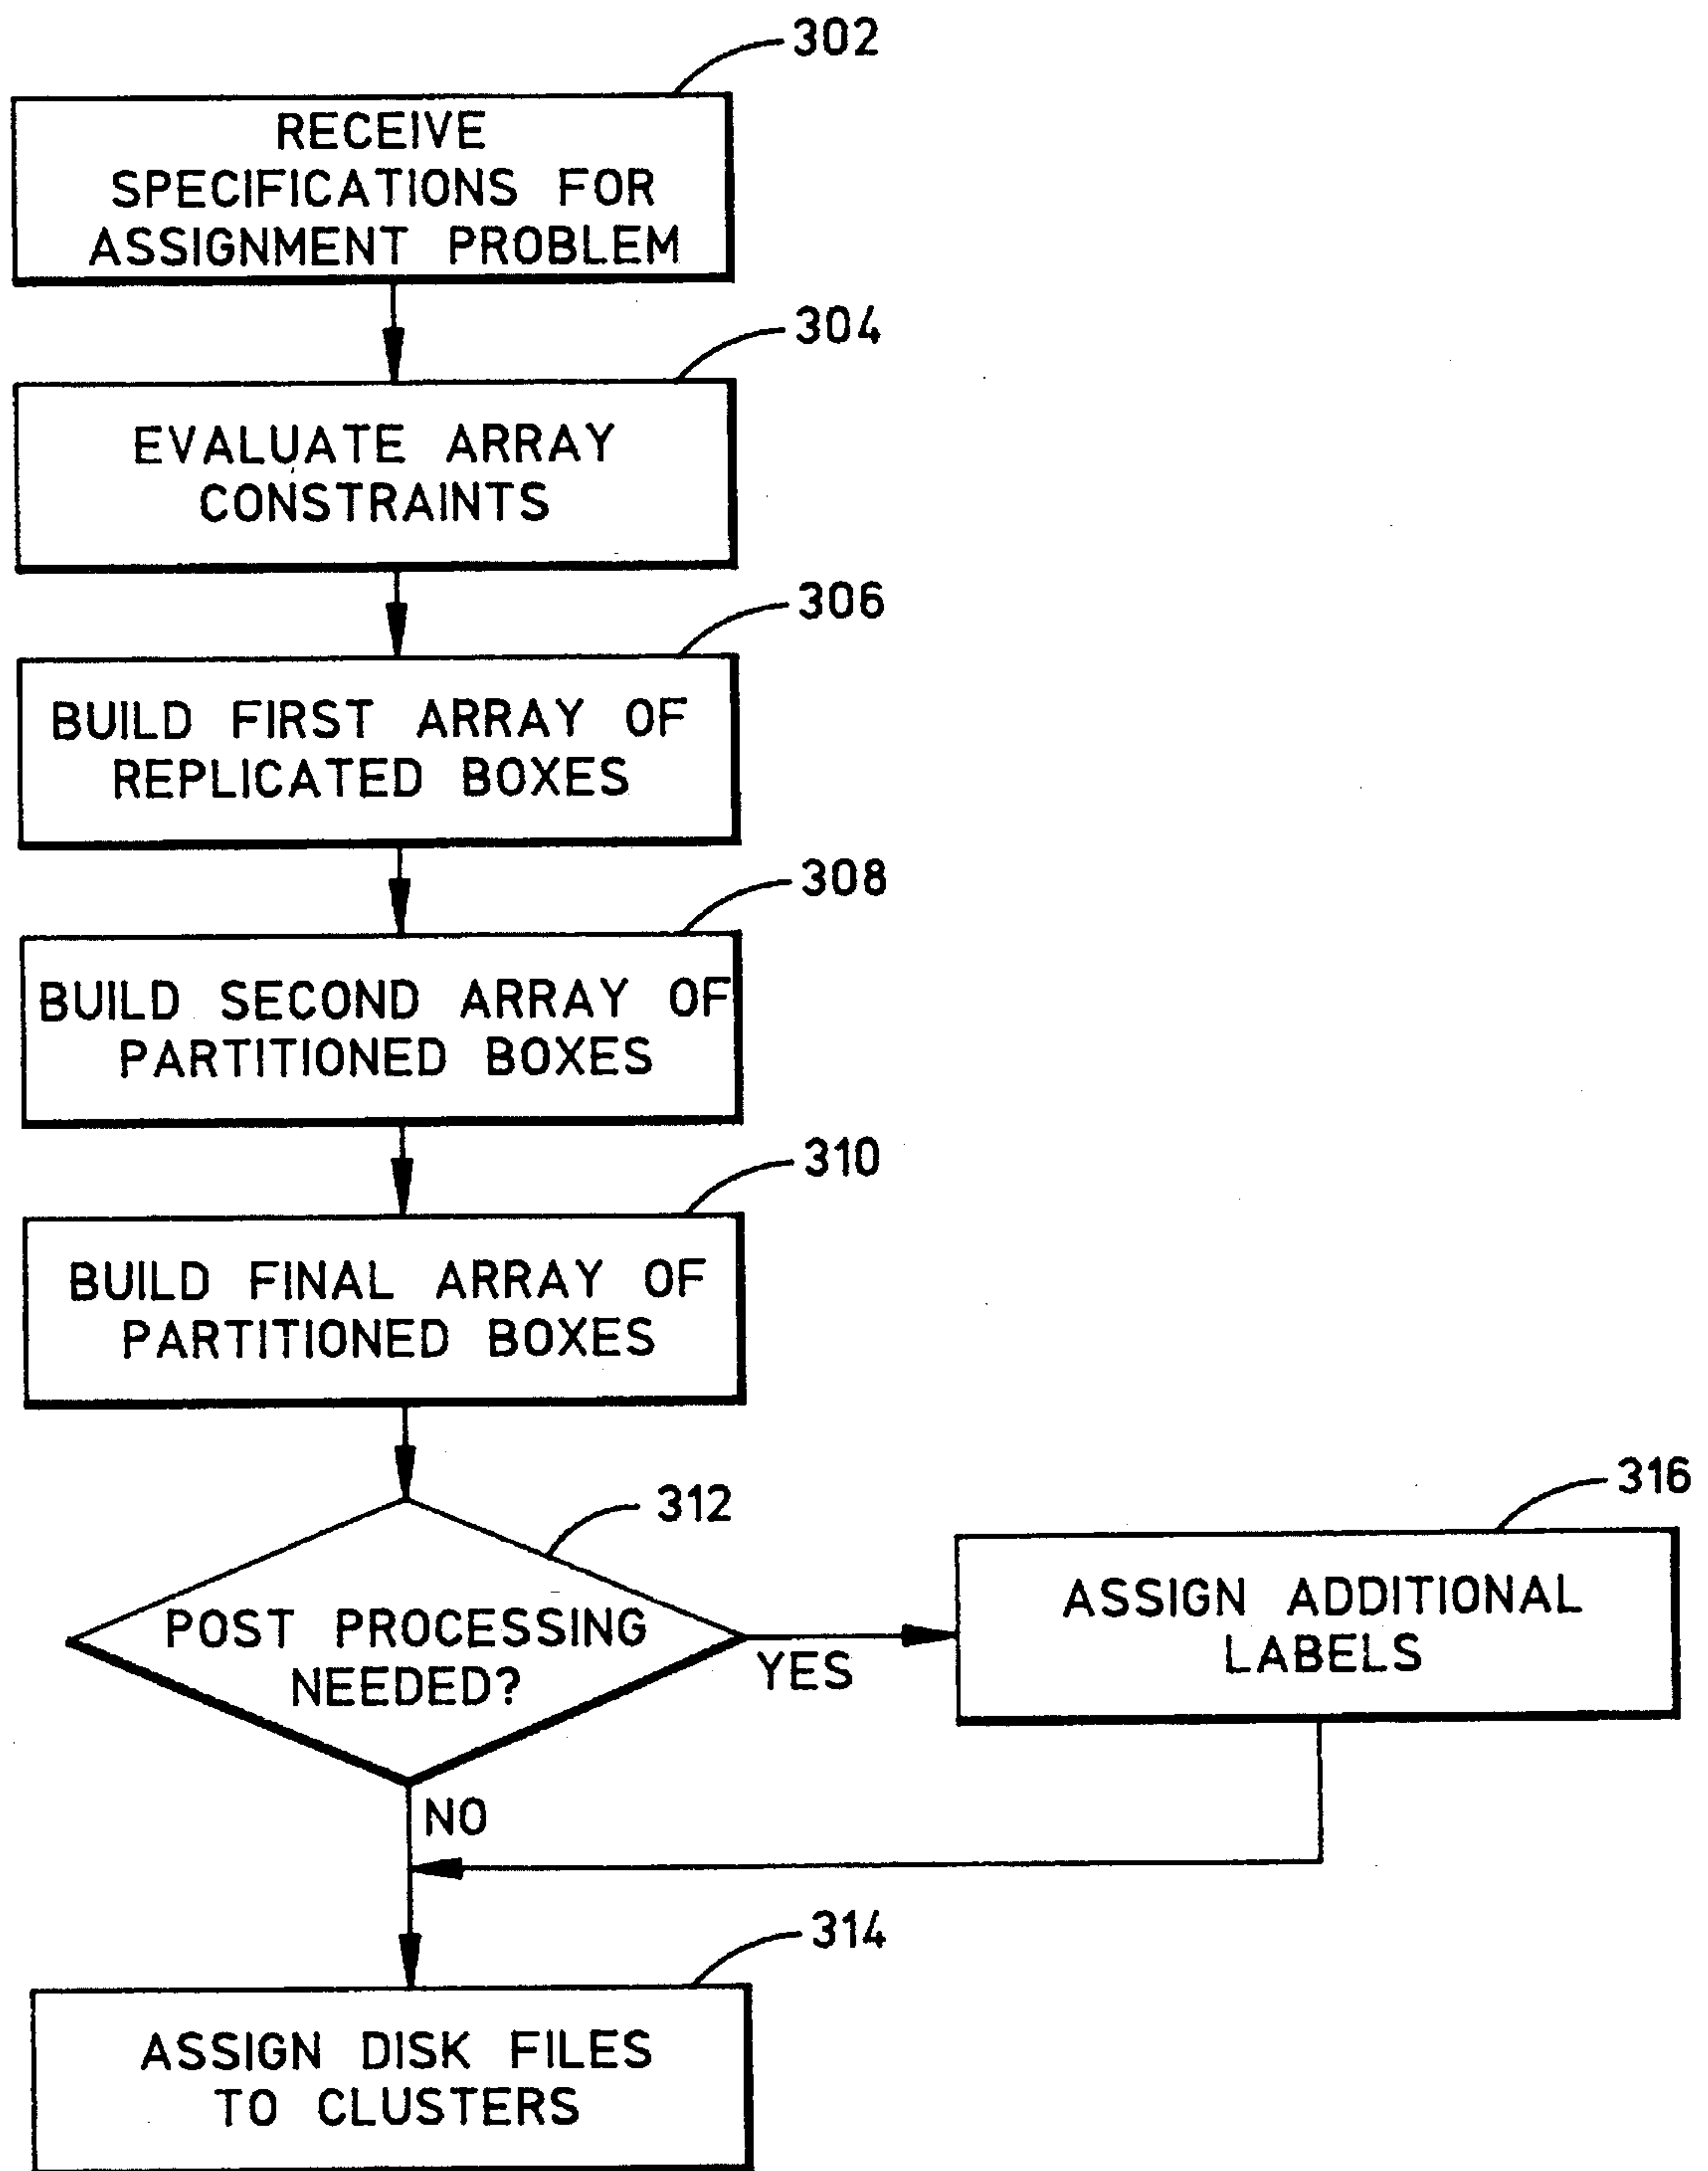 302
RECEIVE
SPECIFICATIONS FOR
ASSIGNMENT PROBLEM
304
EVALUATE ARRAY
CONSTRAINTS
306
BUILD FIRST ARRAY OF
REPLICATED BOXES
308
BUILD SECOND ARRAY OF
PARTITIONED BOXES
310
BUILD FINAL ARRAY OF
PARTITIONED BOXES
312
POST PROCESSING
NEEDED?
YES
316
ASSIGN ADDITIONAL
LABELS
NO
314
ASSIGN DISK FILES
TO CLUSTERS